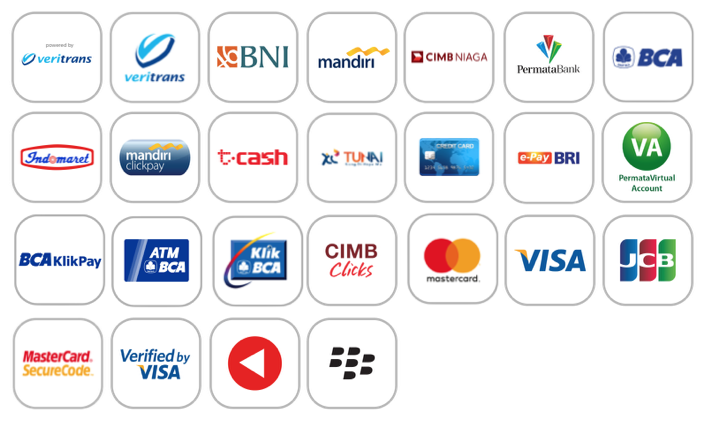 powered by
veritrans
veritrans
BNI
mandiri
CIMB NIAGA
PermataBank
BCA
Indomaret
mandiri
clickpay
t-cash
XL TUNAI
CREDIT CARD
e-Pay BRI
VA
PermataVirtual
Account
BCA KlikPay
ATM
BCA
Klik
BCA
CIMB
Clicks
mastercard.
VISA
JCB
MasterCard.
SecureCode.
Verified by
VISA